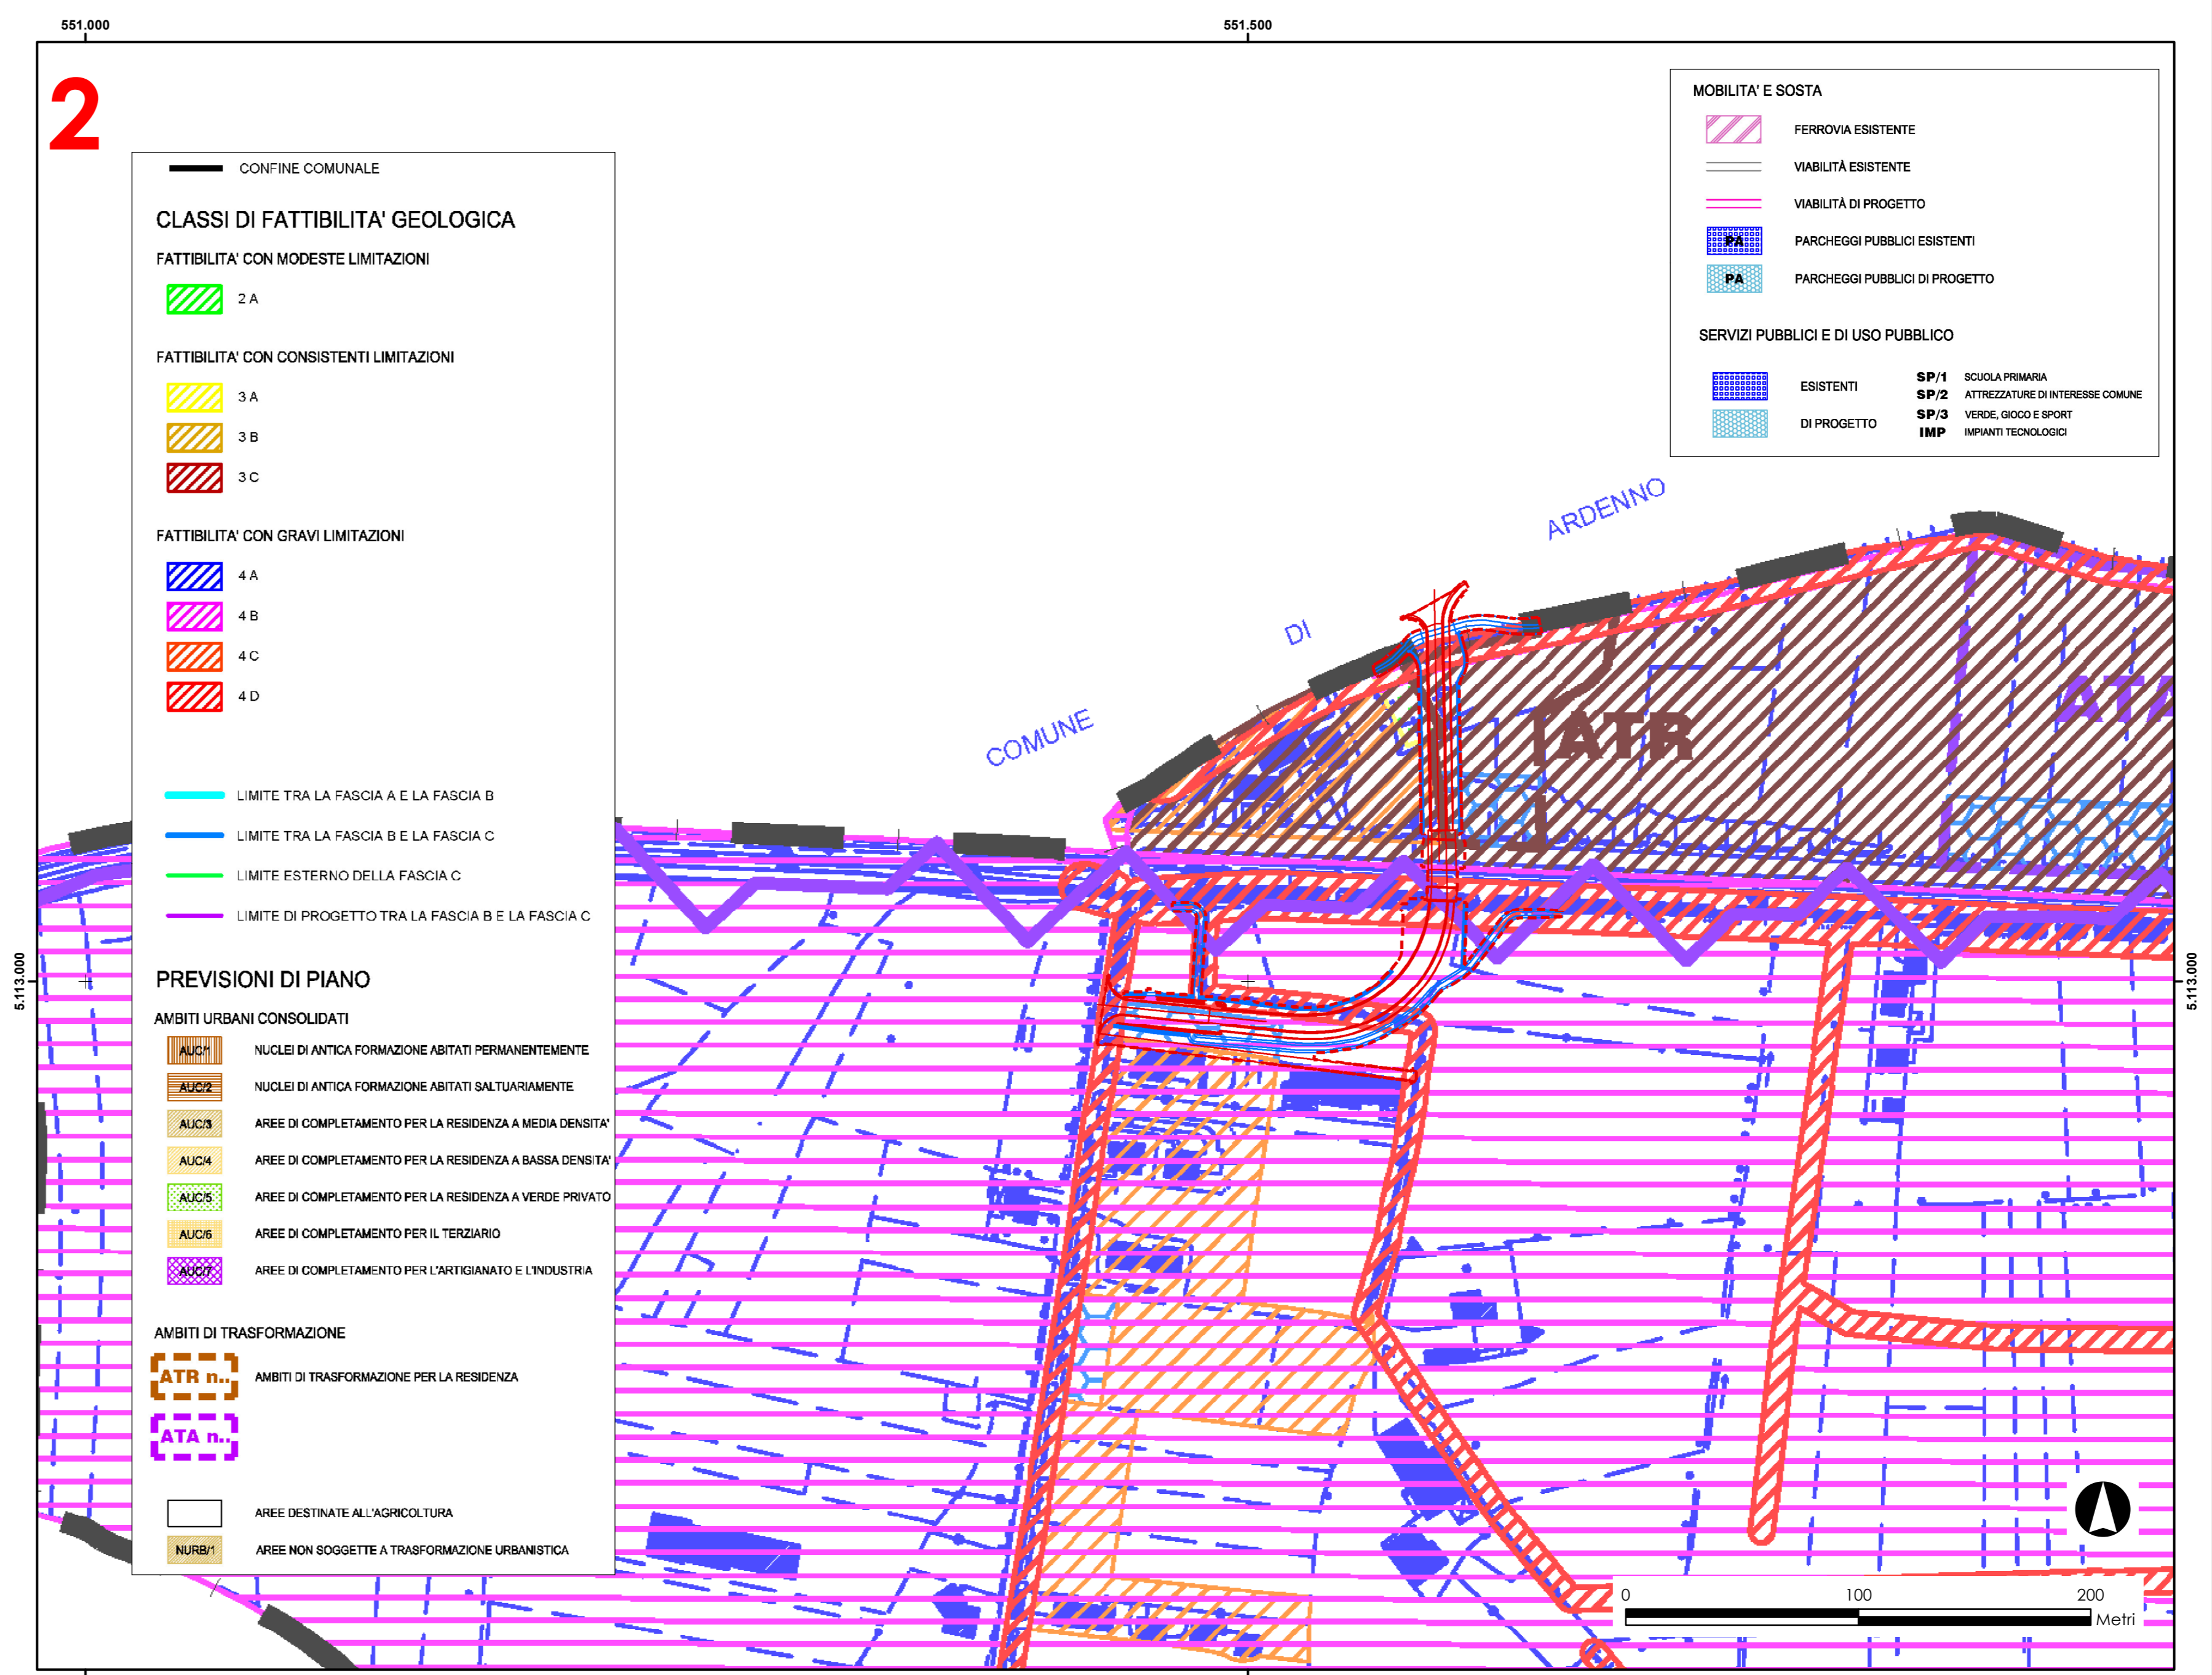 551.000
551.500
2
CONFINE COMUNALE
CLASSI DI FATTIBILITA' GEOLOGICA
FATTIBILITA' CON MODESTE LIMITAZIONI
2 A
FATTIBILITA' CON CONSISTENTI LIMITAZIONI
3 A
3 B
3 C
FATTIBILITA' CON GRAVI LIMITAZIONI
4 A
4 B
4 C
4 D
LIMITE TRA LA FASCIA A E LA FASCIA B
LIMITE TRA LA FASCIA B E LA FASCIA C
LIMITE ESTERNO DELLA FASCIA C
LIMITE DI PROGETTO TRA LA FASCIA B E LA FASCIA C
PREVISIONI DI PIANO
AMBITI URBANI CONSOLIDATI
AUC/1 NUCLEI DI ANTICA FORMAZIONE ABITATI PERMANENTEMENTE
AUC/2 NUCLEI DI ANTICA FORMAZIONE ABITATI SALTUARIAMENTE
AUC/3 AREE DI COMPLETAMENTO PER LA RESIDENZA A MEDIA DENSITA'
AUC/4 AREE DI COMPLETAMENTO PER LA RESIDENZA A BASSA DENSITA'
AUC/5 AREE DI COMPLETAMENTO PER LA RESIDENZA A VERDE PRIVATO
AUC/6 AREE DI COMPLETAMENTO PER IL TERZIARIO
AUC/7 AREE DI COMPLETAMENTO PER L'ARTIGIANATO E L'INDUSTRIA
AMBITI DI TRASFORMAZIONE
ATR n.. AMBITI DI TRASFORMAZIONE PER LA RESIDENZA
ATA n..
AREE DESTINATE ALL'AGRICOLTURA
NURB/1 AREE NON SOGGETTE A TRASFORMAZIONE URBANISTICA
MOBILITA' E SOSTA
FERROVIA ESISTENTE
VIABILITÀ ESISTENTE
VIABILITÀ DI PROGETTO
PA PARCHEGGI PUBBLICI ESISTENTI
PA PARCHEGGI PUBBLICI DI PROGETTO
SERVIZI PUBBLICI E DI USO PUBBLICO
ESISTENTI
DI PROGETTO
SP/1 SCUOLA PRIMARIA
SP/2 ATTREZZATURE DI INTERESSE COMUNE
SP/3 VERDE, GIOCO E SPORT
IMP IMPIANTI TECNOLOGICI
COMUNE DI ARDENNO
ATR
ATA
5.113.000
5.113.000
0 100 200
Metri